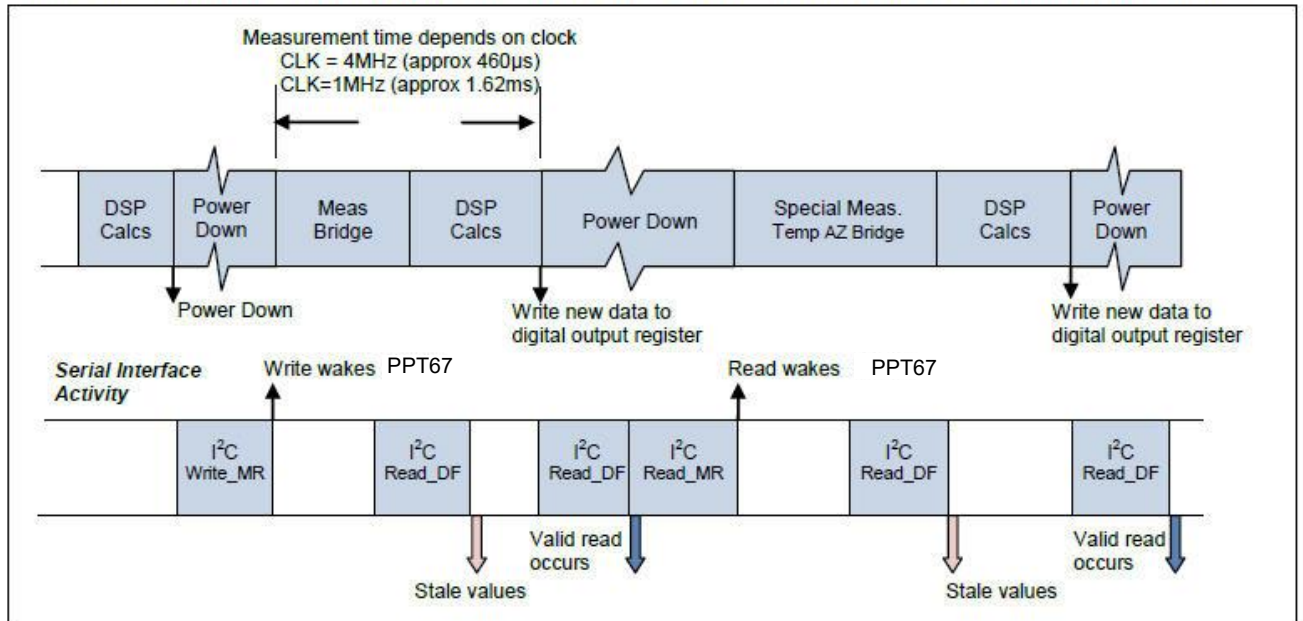 Measurement time depends on clock
CLK = 4MHz (approx 460µs)
CLK=1MHz (approx 1.62ms)
DSP
Calcs
Power
Down
Meas
Bridge
DSP
Calcs
Power Down
Special Meas.
Temp AZ Bridge
DSP
Calcs
Power
Down
Power Down
Write new data to
digital output register
Write new data to
digital output register
Serial Interface
Activity
Write wakes PPT67
Read wakes PPT67
I²C
Write_MR
I²C
Read_DF
I²C
Read_DF
I²C
Read_MR
I²C
Read_DF
I²C
Read_DF
Stale values
Valid read
occurs
Stale values
Valid read
occurs